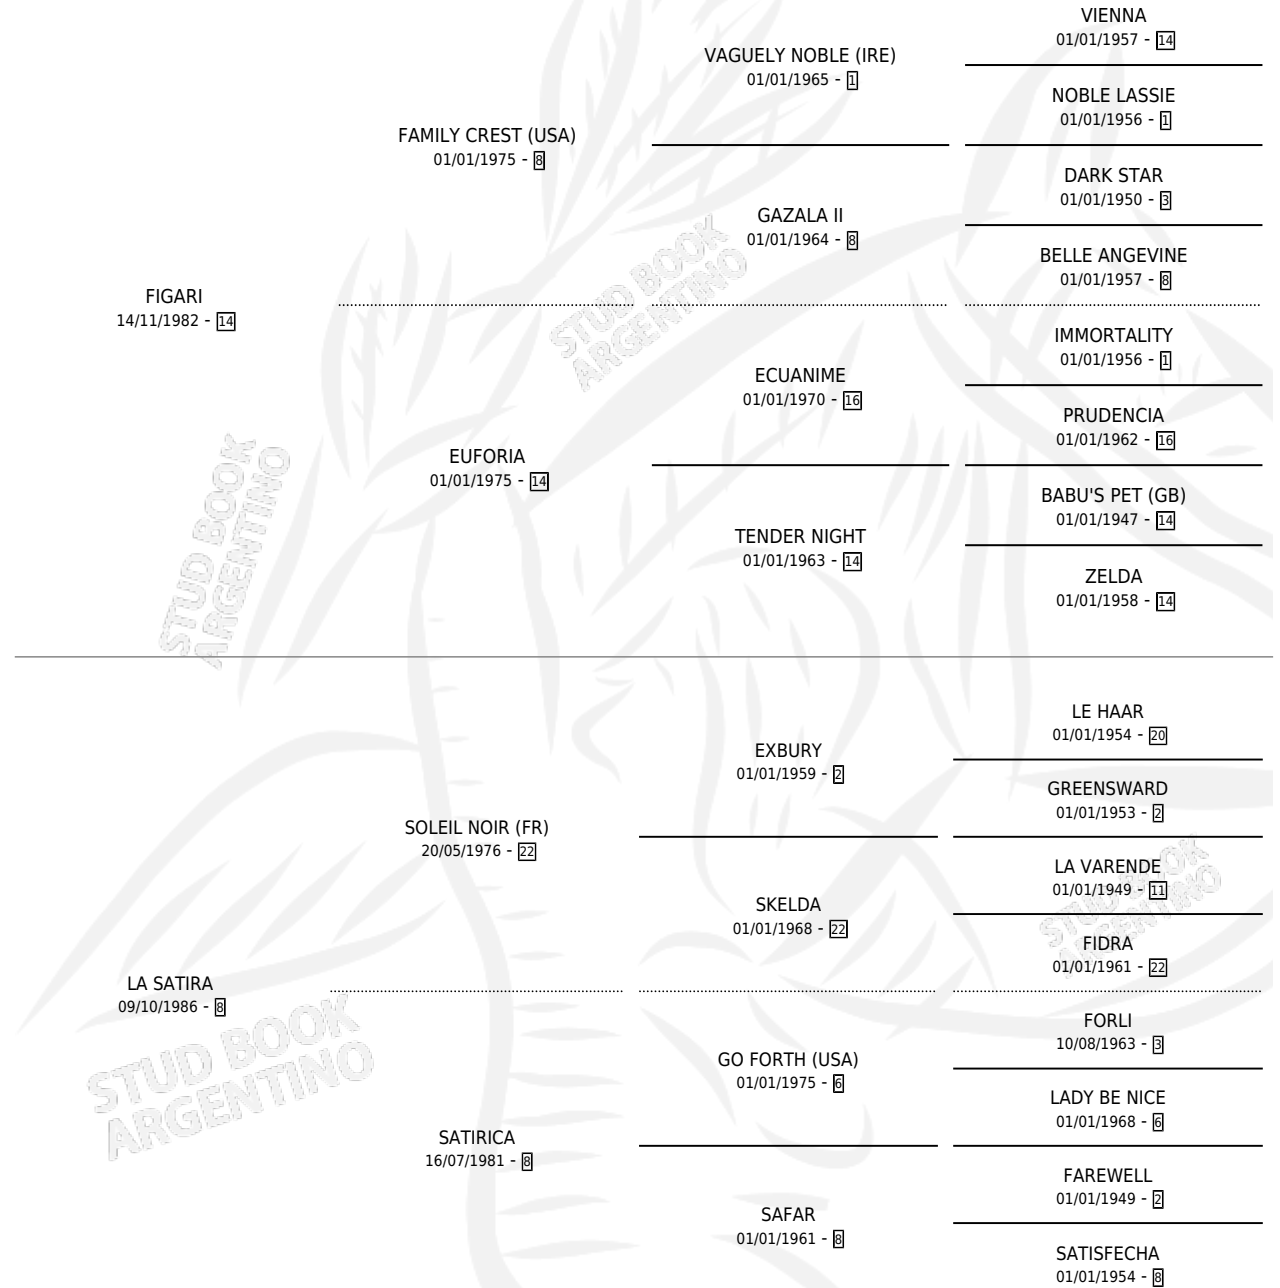 VIENNA
01/01/1957 - 14
VAGUELY NOBLE (IRE)
01/01/1965 - 1
NOBLE LASSIE
01/01/1956 - 1
FAMILY CREST (USA)
01/01/1975 - 8
DARK STAR
01/01/1950 - 3
GAZALA II
01/01/1964 - 8
BELLE ANGEVINE
01/01/1957 - 8
FIGARI
14/11/1982 - 14
IMMORTALITY
01/01/1956 - 1
ECUANIME
01/01/1970 - 16
PRUDENCIA
01/01/1962 - 16
EUFORIA
01/01/1975 - 14
BABU'S PET (GB)
01/01/1947 - 14
TENDER NIGHT
01/01/1963 - 14
ZELDA
01/01/1958 - 14
LE HAAR
01/01/1954 - 20
EXBURY
01/01/1959 - 2
GREENSWARD
01/01/1953 - 2
SOLEIL NOIR (FR)
20/05/1976 - 22
LA VARENDE
01/01/1949 - 11
SKELDA
01/01/1968 - 22
FIDRA
01/01/1961 - 22
LA SATIRA
09/10/1986 - 8
FORLI
10/08/1963 - 3
GO FORTH (USA)
01/01/1975 - 6
LADY BE NICE
01/01/1968 - 6
SATIRICA
16/07/1981 - 8
FAREWELL
01/01/1949 - 2
SAFAR
01/01/1961 - 8
SATISFECHA
01/01/1954 - 8
STUD BOOK
ARGENTINO
STUD BOOK
ARGENTINO
STUD BOOK
ARGENTINO
STUD BOOK
ARGENTINO